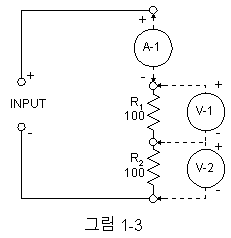 +
A-1
-
+
INPUT
-
R1
100
+
V-1
-
R2
100
+
V-2
-
그림 1-3